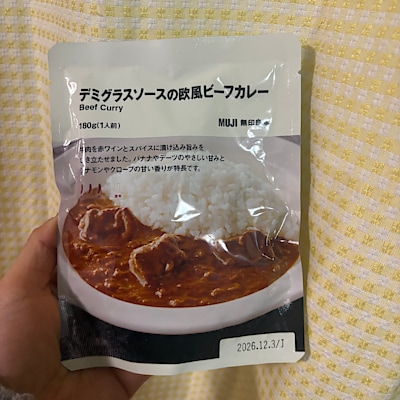 デミグラスソースの欧風ビーフカレー
Beef Curry
180g(1人前)
MUJI 無印良品
牛肉を赤ワインとスパイスに漬け込み旨みを
引き立たせました。バナナやデーツのやさしい甘みと
シナモンやクローブの甘い香りが特長です。
2026.12.3/I